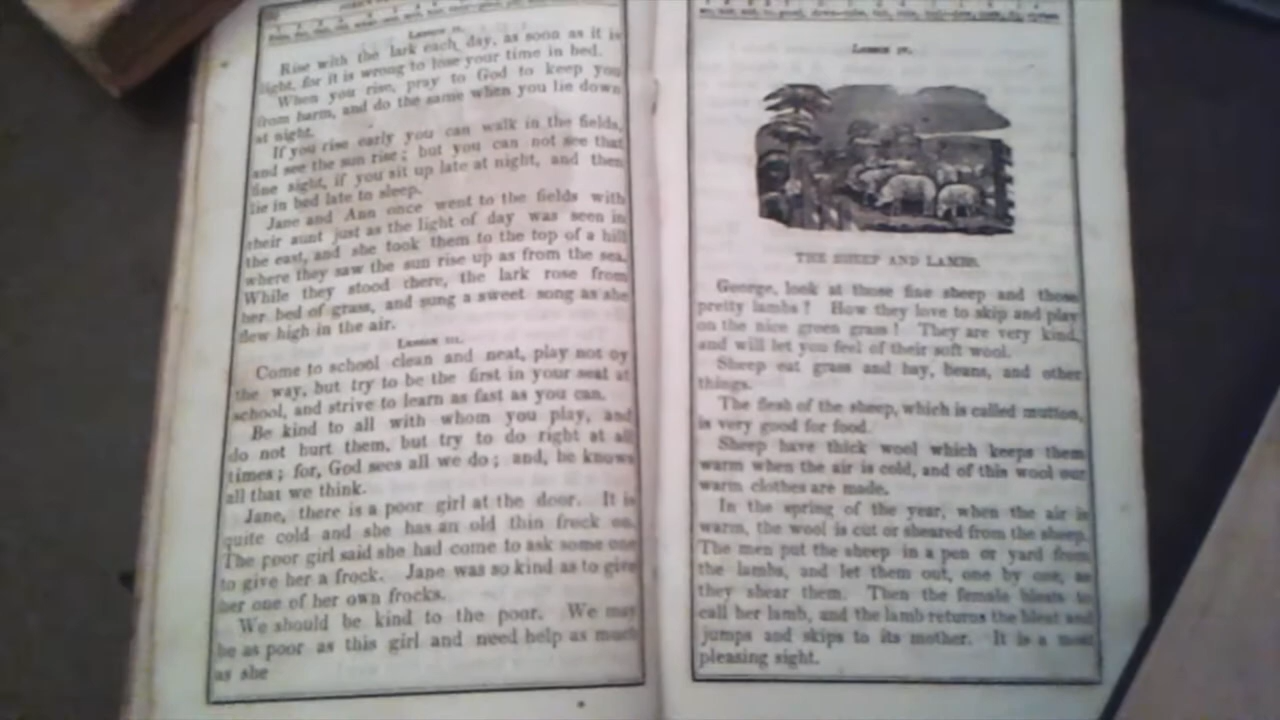 Lesson II.
Rise with the lark each day, as soon as it is
light, for it is wrong to lose your time in bed.
When you rise, pray to God to keep you
from harm, and do the same when you lie down
at night.
If you rise early you can walk in the fields,
and see the sun rise; but you can not see that
fine sight, if you sit up late at night, and then
lie in bed late to sleep.
Jane and Ann once went to the fields with
their aunt just as the light of day was seen in
the east, and she took them to the top of a hill
where they saw the sun rise up as from the sea.
While they stood there, the lark rose from
her bed of grass, and sung a sweet song as she
flew high in the air.
Lesson III.
Come to school clean and neat, play not by
the way, but try to be the first in your seat at
school, and strive to learn as fast as you can.
Be kind to all with whom you play, and
do not hurt them, but try to do right at all
times; for, God sees all we do; and, he knows
all that we think.
Jane, there is a poor girl at the door. It is
quite cold and she has an old thin frock on.
The poor girl said she had come to ask some one
to give her a frock. Jane was so kind as to give
her one of her own frocks.
We should be kind to the poor. We may
be as poor as this girl and need help as much
as she
Lesson IV.
THE SHEEP AND LAMBS.
George, look at those fine sheep and those
pretty lambs! How they love to skip and play
on the nice green grass! They are very kind,
and will let you feel of their soft wool.
Sheep eat grass and hay, beans, and other
things.
The flesh of the sheep, which is called mutton,
is very good for food.
Sheep have thick wool which keeps them
warm when the air is cold, and of this wool our
warm clothes are made.
In the spring of the year, when the air is
warm, the wool is cut or sheared from the sheep.
The men put the sheep in a pen or yard from
the lambs, and let them out, one by one, as
they shear them. Then the female bleats to
call her lamb, and the lamb returns the bleat and
jumps and skips to its mother. It is a most
pleasing sight.